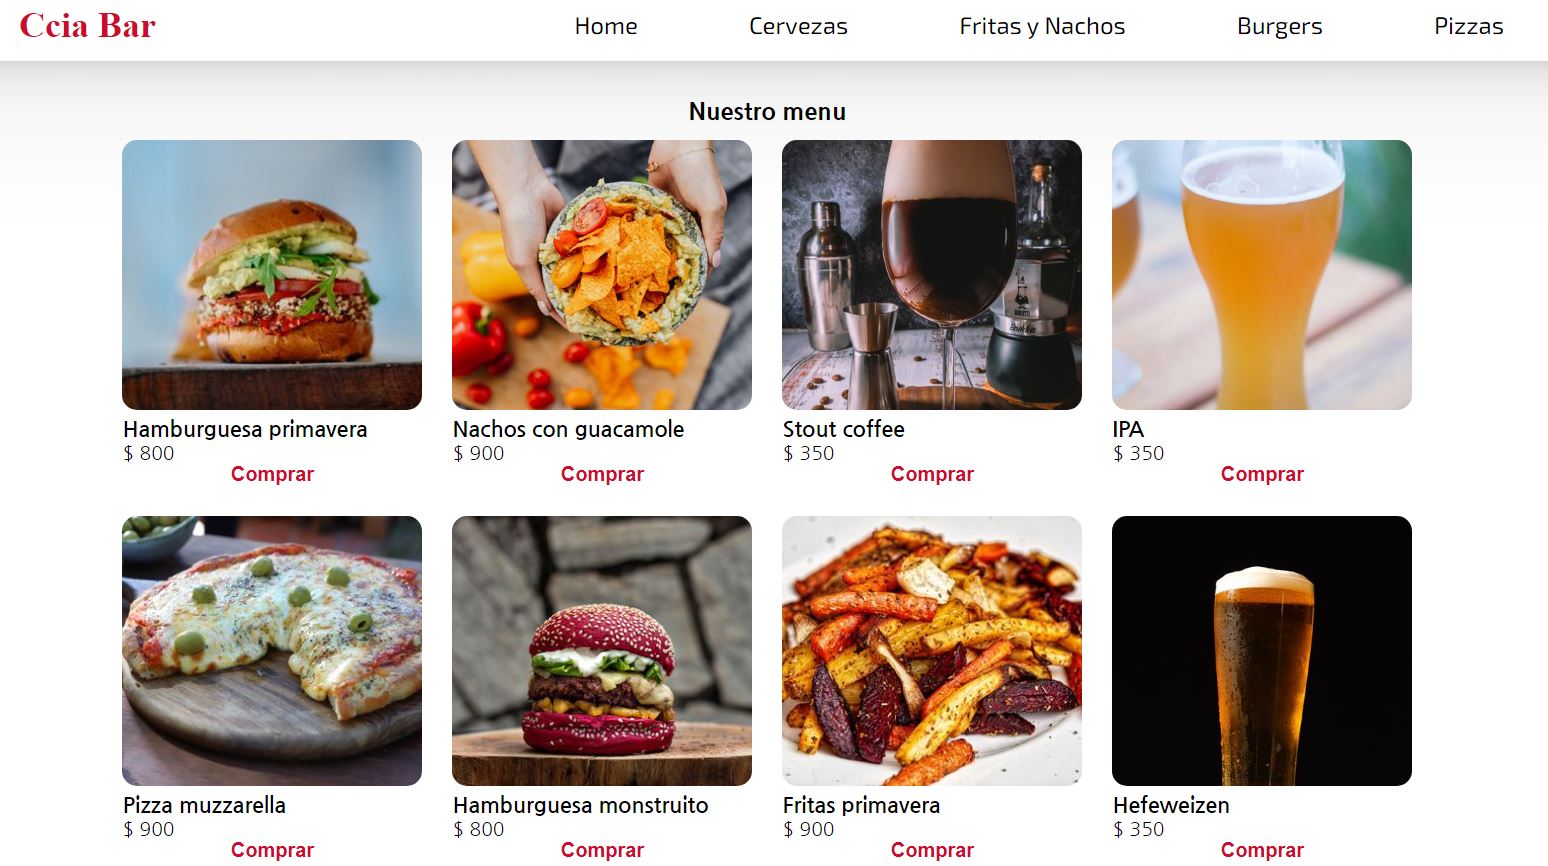 Ccia Bar
Home Cervezas Fritas y Nachos Burgers Pizzas
Nuestro menu
Hamburguesa primavera
$ 800
Comprar
Nachos con guacamole
$ 900
Comprar
Stout coffee
$ 350
Comprar
IPA
$ 350
Comprar
Pizza muzzarella
$ 900
Comprar
Hamburguesa monstruito
$ 800
Comprar
Fritas primavera
$ 900
Comprar
Hefeweizen
$ 350
Comprar